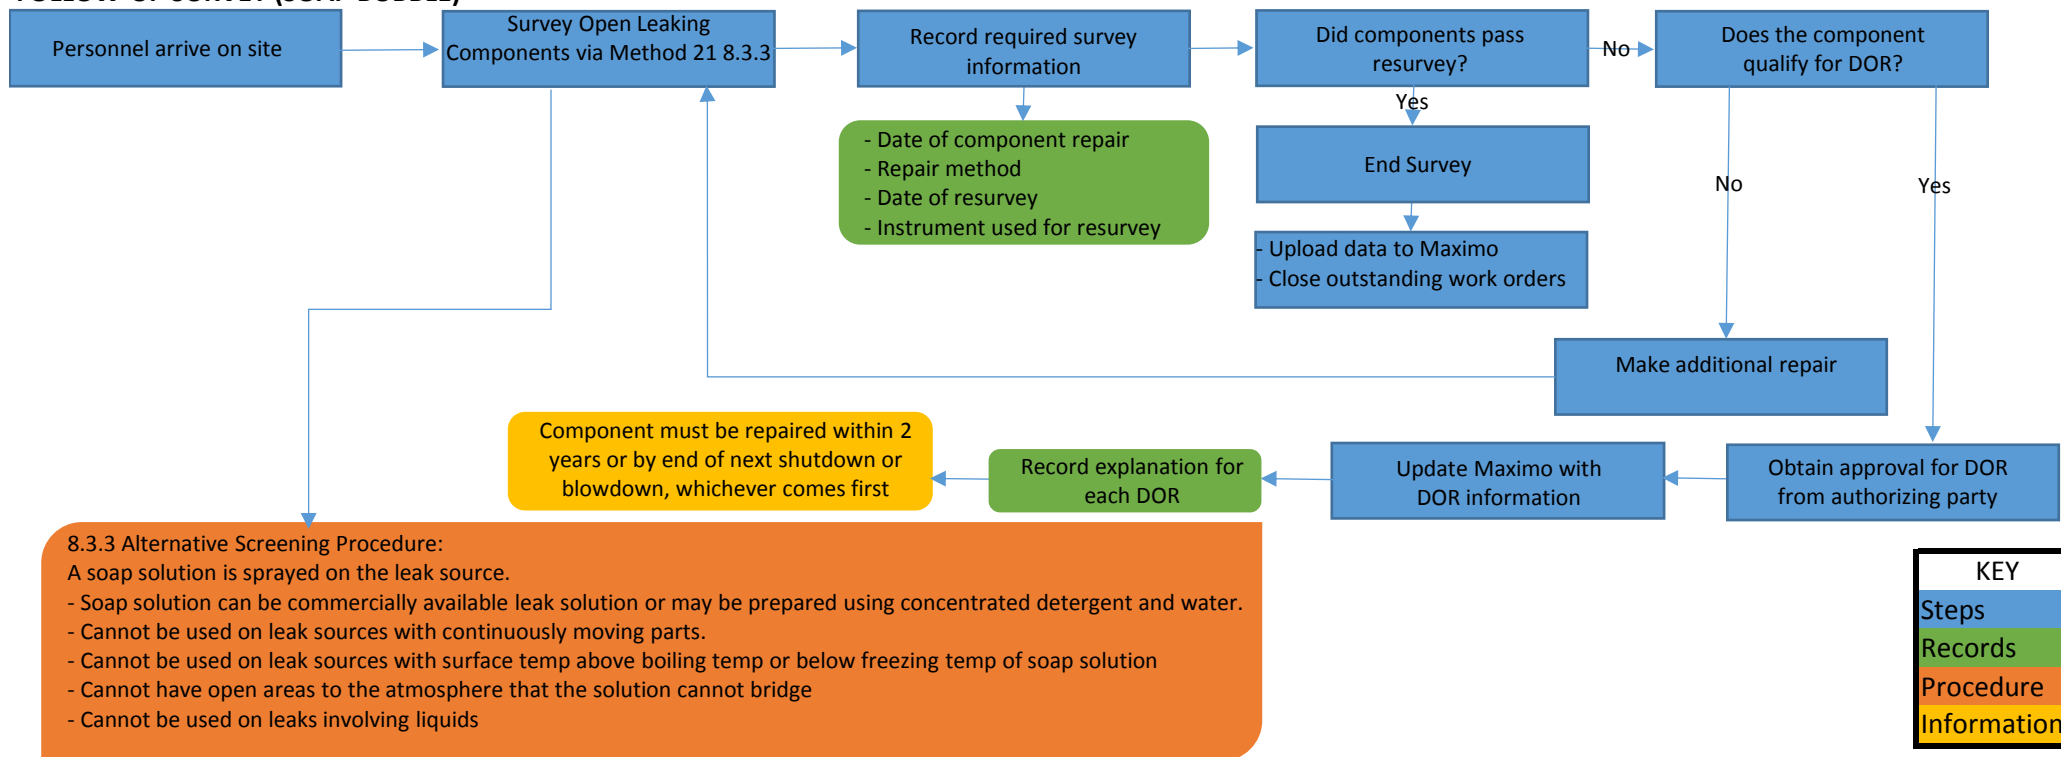 Personnel arrive on site
Survey Open Leaking
Components via Method 21 8.3.3
Record required survey
information
Did components pass
resurvey?
No
Does the component
qualify for DOR?
Yes
- Date of component repair
- Repair method
- Date of resurvey
- Instrument used for resurvey
End Survey
No
Yes
- Upload data to Maximo
- Close outstanding work orders
Make additional repair
Component must be repaired within 2
years or by end of next shutdown or
blowdown, whichever comes first
Record explanation for
each DOR
Update Maximo with
DOR information
Obtain approval for DOR
from authorizing party
8.3.3 Alternative Screening Procedure:
A soap solution is sprayed on the leak source.
- Soap solution can be commercially available leak solution or may be prepared using concentrated detergent and water.
- Cannot be used on leak sources with continuously moving parts.
- Cannot be used on leak sources with surface temp above boiling temp or below freezing temp of soap solution
- Cannot have open areas to the atmosphere that the solution cannot bridge
- Cannot be used on leaks involving liquids
KEY
Steps
Records
Procedure
Information